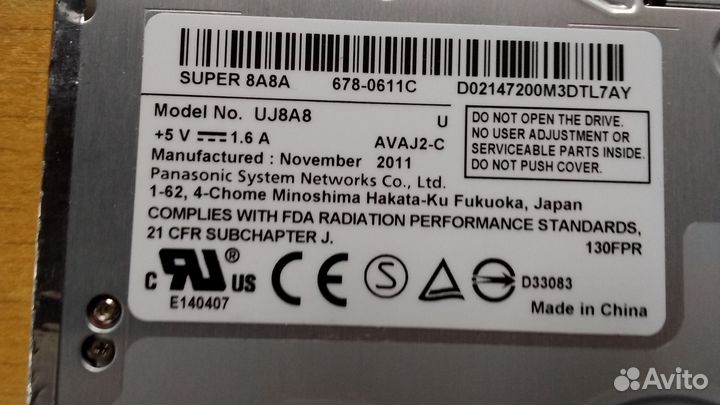 SUPER 8A8A 678-0611C D02147200M3DTL7AY
Model No. UJ8A8 U
+5 V ⎓ 1.6 A AVAJ2-C
Manufactured : November 2011
DO NOT OPEN THE DRIVE.
NO USER ADJUSTMENT OR
SERVICEABLE PARTS INSIDE.
DO NOT PUSH COVER.
Panasonic System Networks Co., Ltd.
1-62, 4-Chome Minoshima Hakata-Ku Fukuoka, Japan
COMPLIES WITH FDA RADIATION PERFORMANCE STANDARDS,
21 CFR SUBCHAPTER J. 130FPR
C UR ® US CE S D33083
E140407 Made in China
Avito